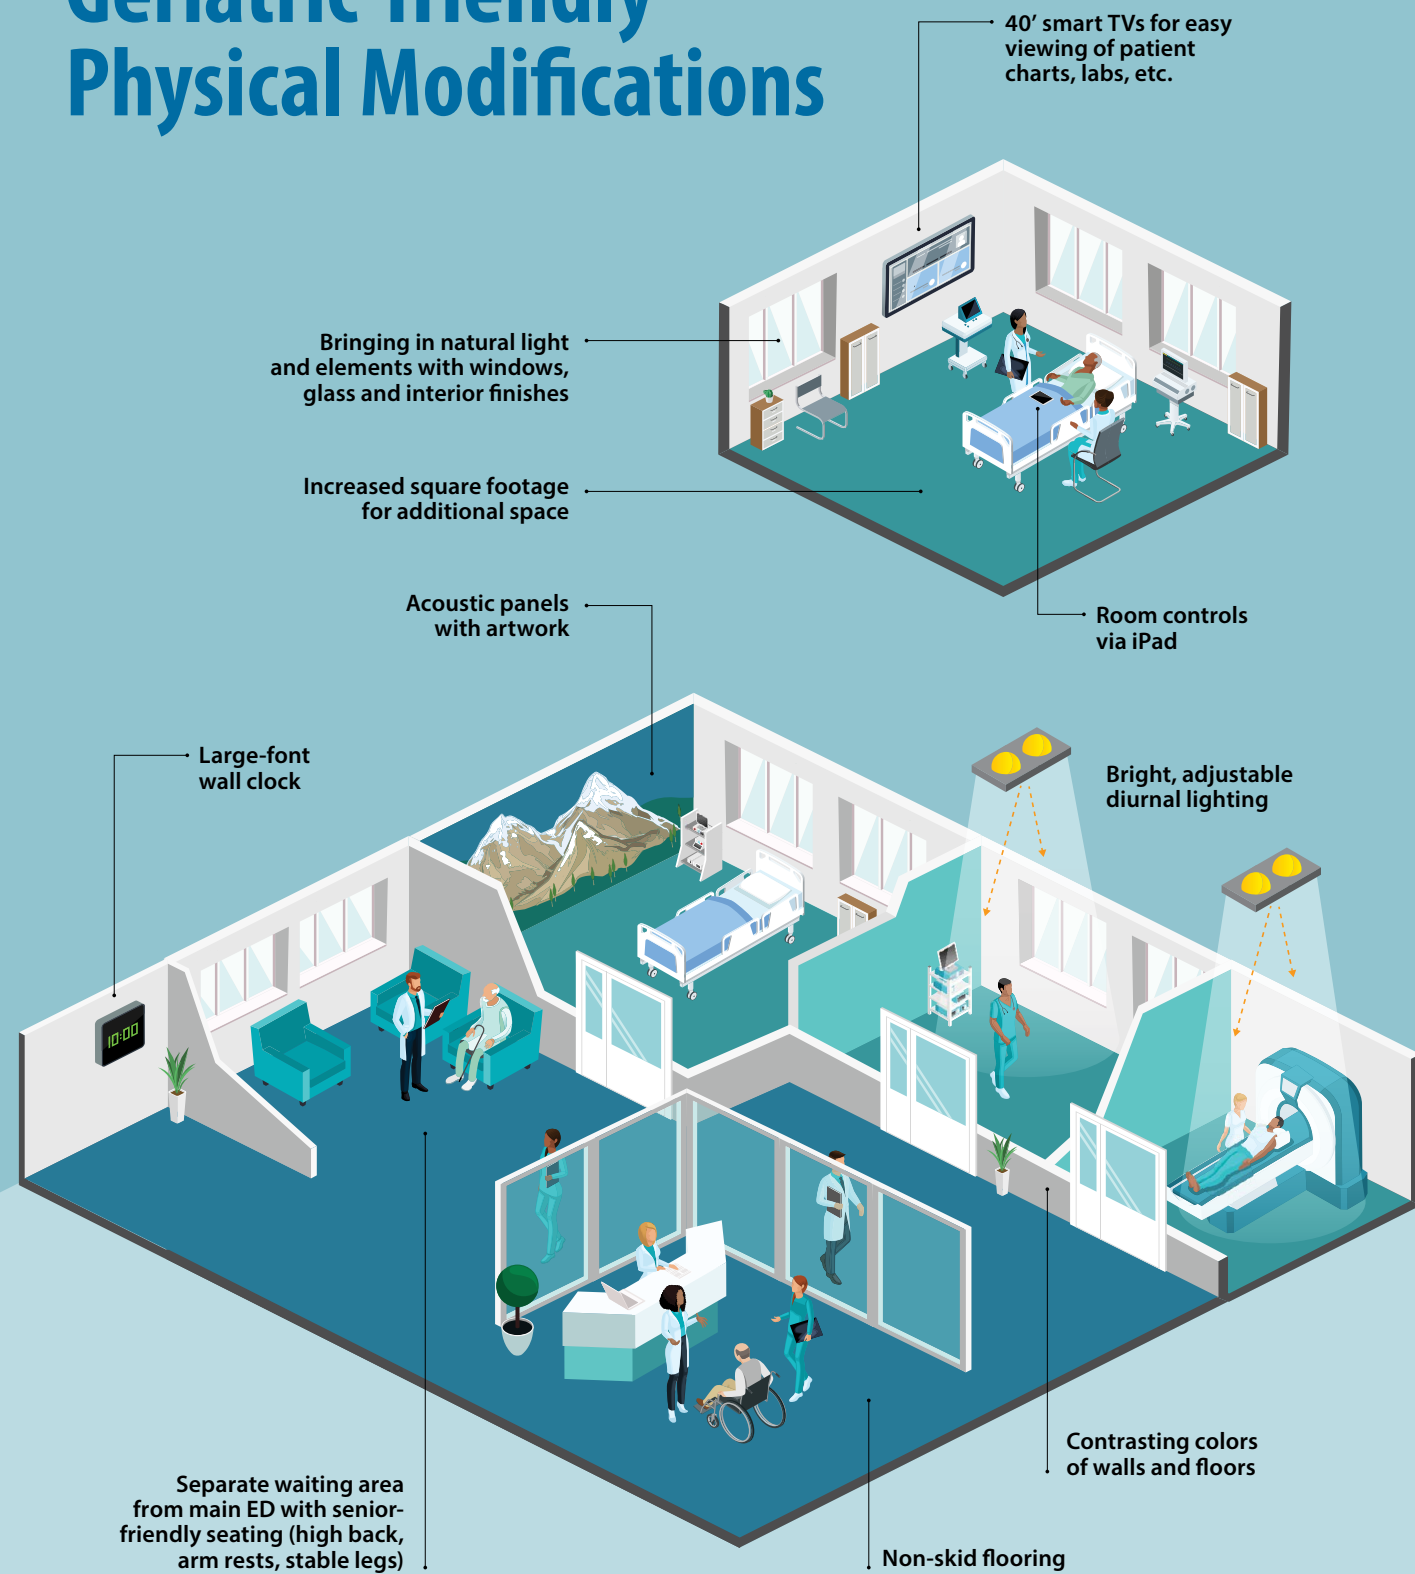 Geriatric-friendly
Physical Modifications
40’ smart TVs for easy
viewing of patient
charts, labs, etc.
Bringing in natural light
and elements with windows,
glass and interior finishes
Increased square footage
for additional space
Acoustic panels
with artwork
Room controls
via iPad
Large-font
wall clock
Bright, adjustable
diurnal lighting
10:00
Contrasting colors
of walls and floors
Separate waiting area
from main ED with senior-
friendly seating (high back,
arm rests, stable legs)
Non-skid flooring